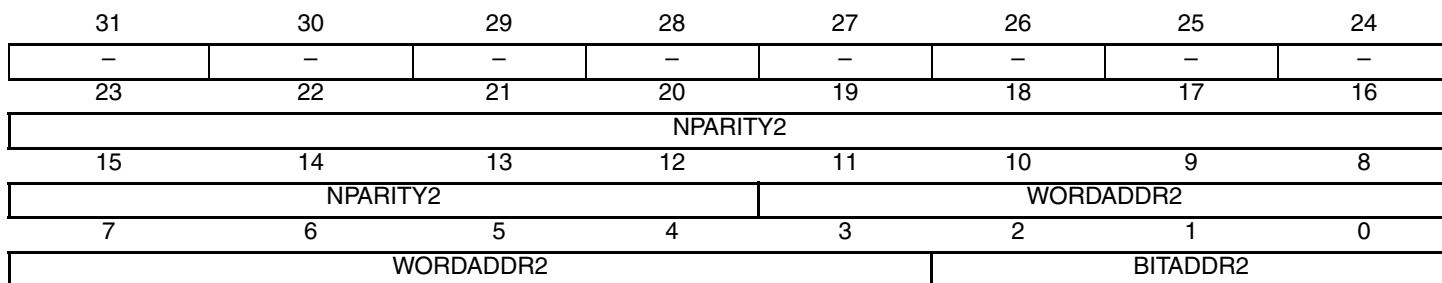 31 30 29 28 27 26 25 24
– – – – – – – –
23 22 21 20 19 18 17 16
NPARITY2
15 14 13 12 11 10 9 8
NPARITY2 WORDADDR2
7 6 5 4 3 2 1 0
WORDADDR2 BITADDR2